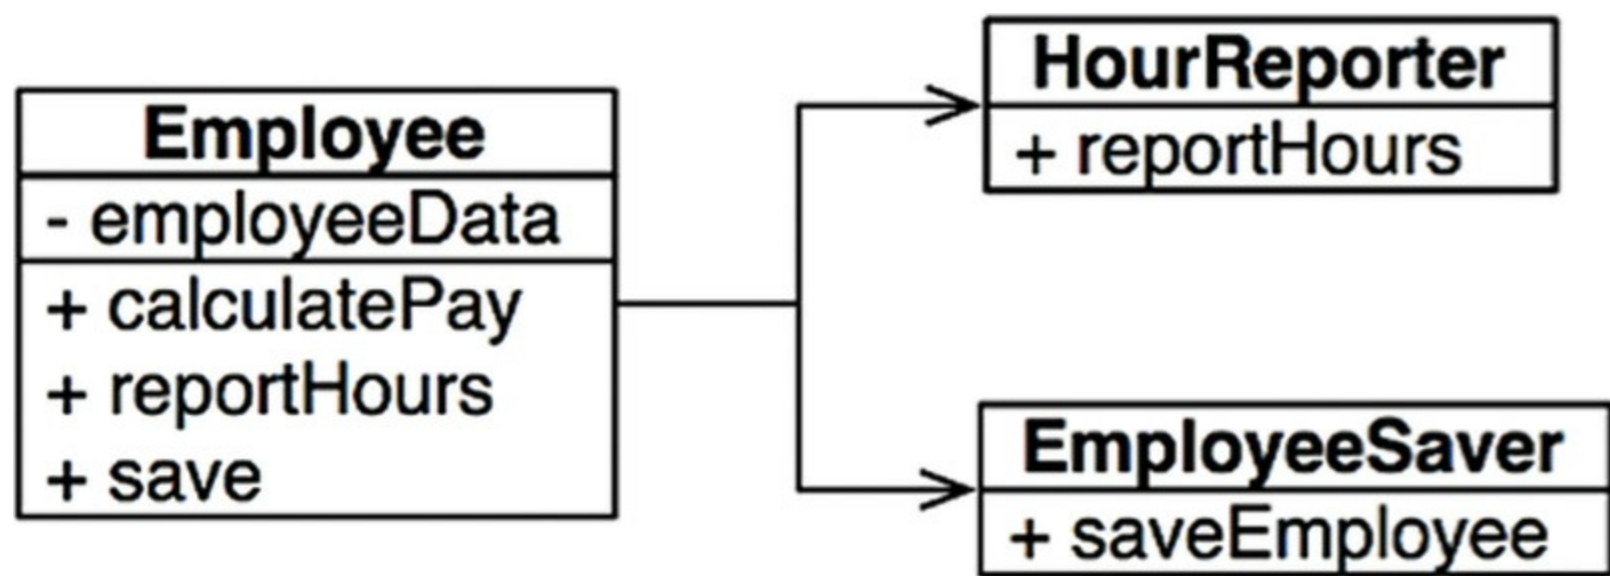 Employee
- employeeData
+ calculatePay
+ reportHours
+ save
HourReporter
+ reportHours
EmployeeSaver
+ saveEmployee